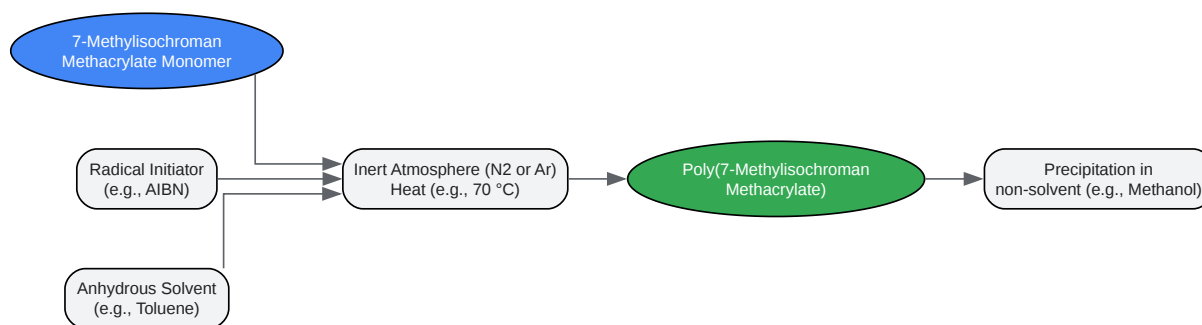 7-Methylisochroman
Methacrylate Monomer
Radical Initiator
(e.g., AIBN)
Anhydrous Solvent
(e.g., Toluene)
Inert Atmosphere (N2 or Ar)
Heat (e.g., 70 °C)
Poly(7-Methylisochroman
Methacrylate)
Precipitation in
non-solvent (e.g., Methanol)